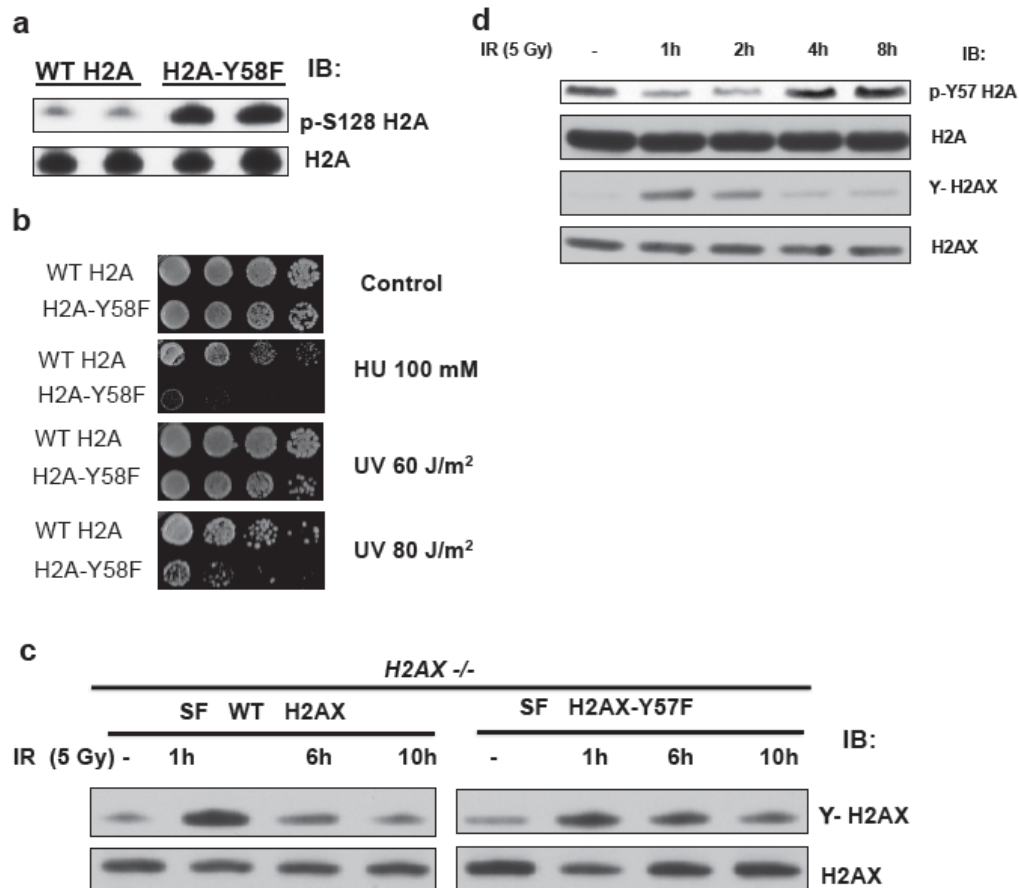 a
WT H2A H2A-Y58F IB:
p-S128 H2A
H2A
b
WT H2A
H2A-Y58F
Control
WT H2A
H2A-Y58F
HU 100 mM
WT H2A
H2A-Y58F
UV 60 J/m²
WT H2A
H2A-Y58F
UV 80 J/m²
d
IR (5 Gy) - 1h 2h 4h 8h IB:
p-Y57 H2A
H2A
Y- H2AX
H2AX
c
H2AX -/-
SF WT H2AX SF H2AX-Y57F
IB:
IR (5 Gy) - 1h 6h 10h - 1h 6h 10h
Y- H2AX
H2AX